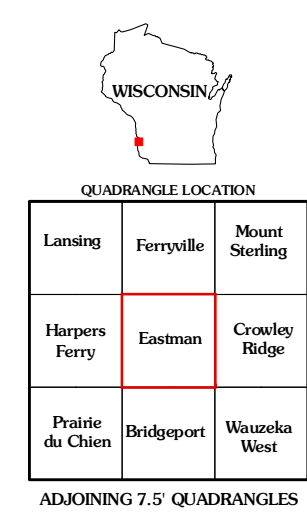 WISCONSIN
QUADRANGLE LOCATION
Lansing
Ferryville
Mount
Sterling
Harpers
Ferry
Eastman
Crowley
Ridge
Prairie
du Chien
Bridgeport
Wauzeka
West
ADJOINING 7.5' QUADRANGLES